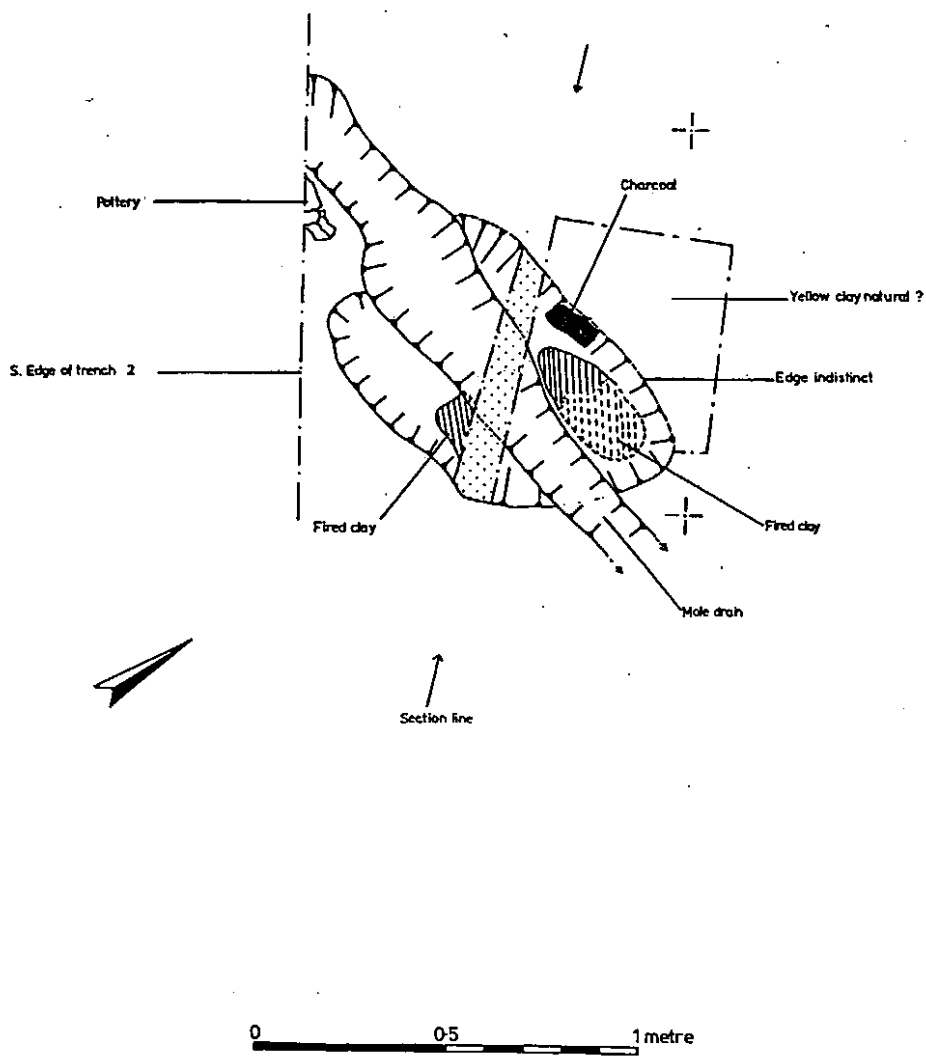 Charcoal
Pottery
Yellow clay natural ?
S. Edge of trench 2
Edge indistinct
Fired clay
Fired clay
Mole drain
Section line
0 0·5 1 metre